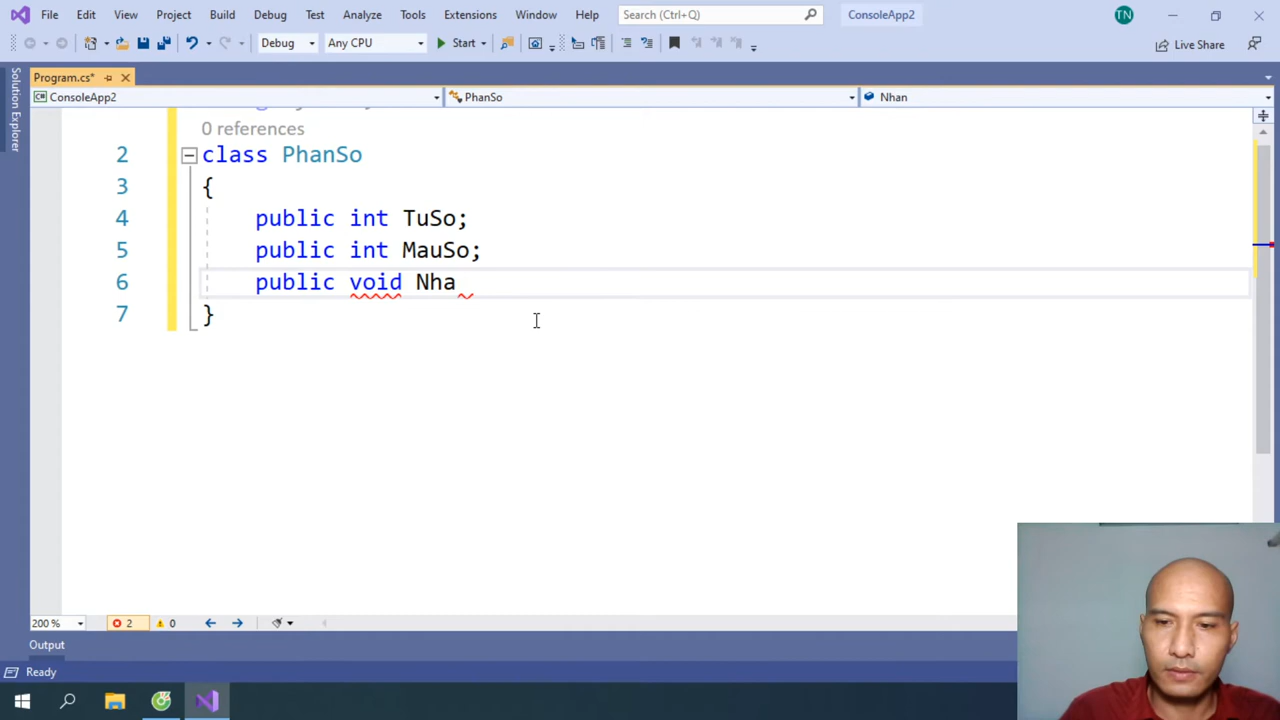 File Edit View Project Build Debug Test Analyze Tools Extensions Window Help Search (Ctrl+Q) ConsoleApp2 TN
Debug Any CPU Start Live Share
Program.cs*
ConsoleApp2 PhanSo Nhan
Solution Explorer
0 references
2 class PhanSo
3 {
4 public int TuSo;
5 public int MauSo;
6 public void Nha
7 }
200 % 2 0
Output
Ready